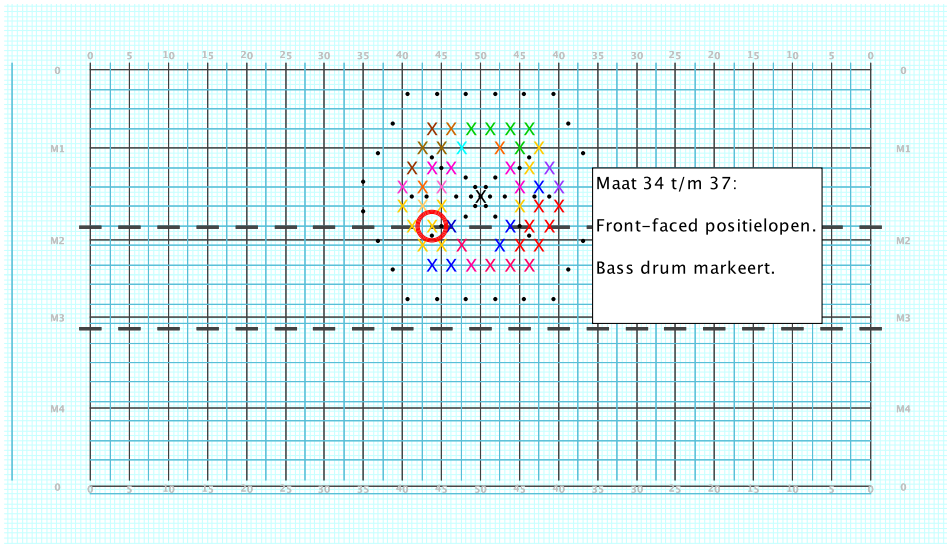 0 5 10 15 20 25 30 35 40 45 50 45 40 35 30 25 20 15 10 5 0
0 0
M1 M1
Maat 34 t/m 37:
Front-faced positielopen.
M2 M2
Bass drum markeert.
M3 M3
M4 M4
0 0
0 5 10 15 20 25 30 35 40 45 50 45 40 35 30 25 20 15 10 5 0